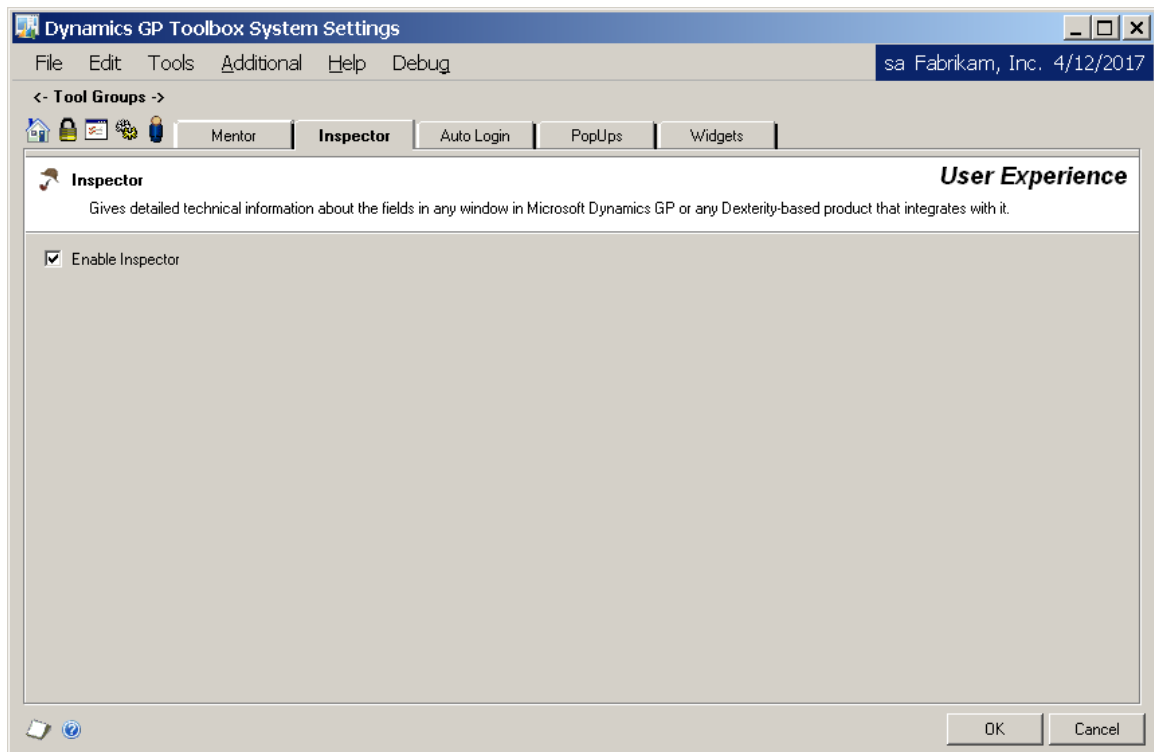 Dynamics GP Toolbox System Settings
File Edit Tools Additional Help Debug sa Fabrikam, Inc. 4/12/2017
<- Tool Groups ->
Mentor Inspector Auto Login PopUps Widgets
Inspector User Experience
Gives detailed technical information about the fields in any window in Microsoft Dynamics GP or any Dexterity-based product that integrates with it.
Enable Inspector
OK Cancel